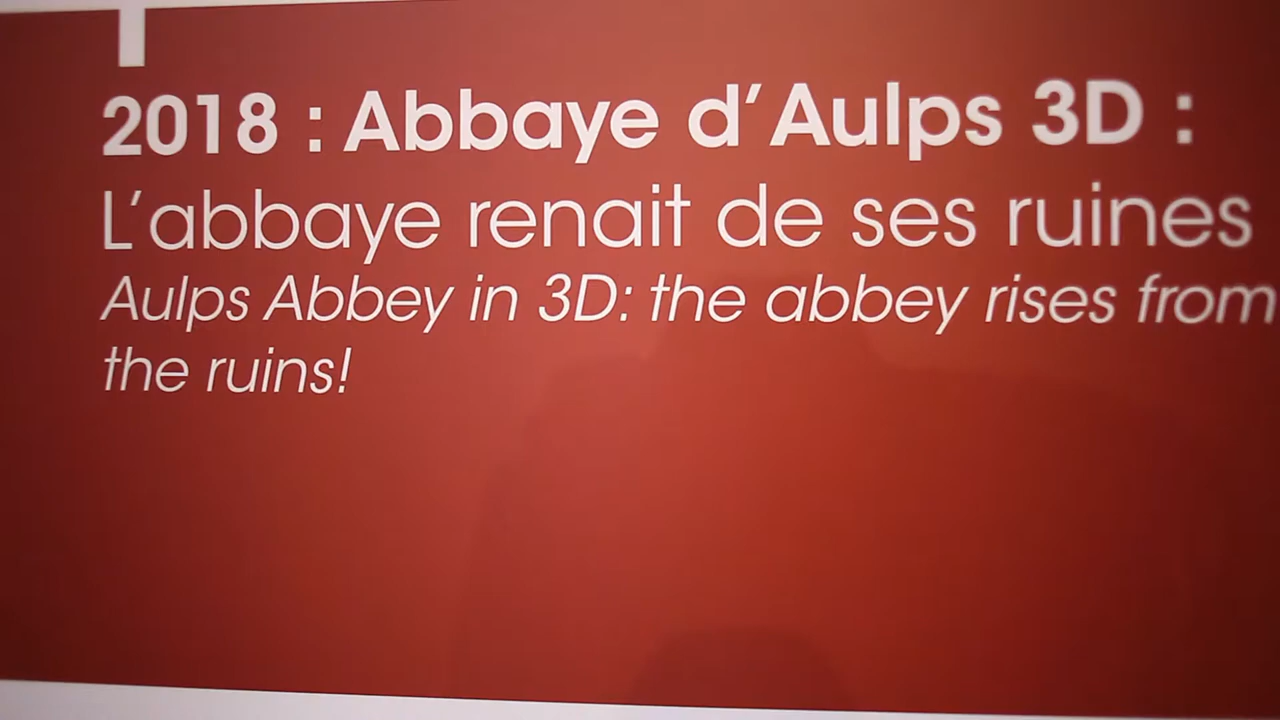 2018 : Abbaye d'Aulps 3D :
L'abbaye renait de ses ruines
Aulps Abbey in 3D: the abbey rises from
the ruins!